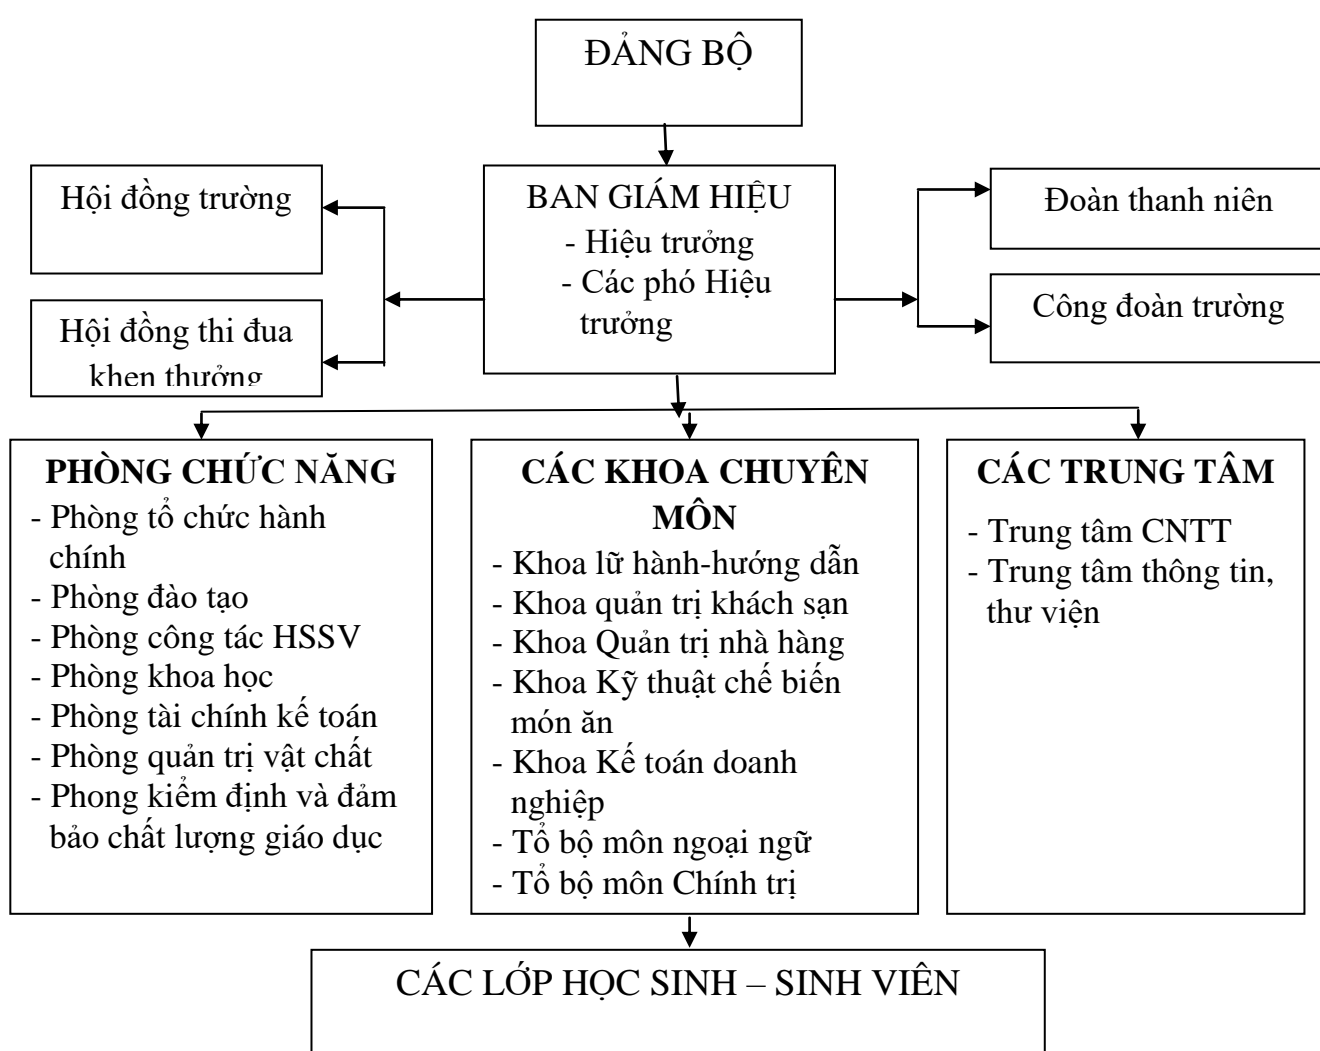 ĐẢNG BỘ
Hội đồng trường
BAN GIÁM HIỆU
- Hiệu trưởng
- Các phó Hiệu
trưởng
Đoàn thanh niên
Công đoàn trường
Hội đồng thi đua
khen thưởng
PHÒNG CHỨC NĂNG
- Phòng tổ chức hành
chính
- Phòng đào tạo
- Phòng công tác HSSV
- Phòng khoa học
- Phòng tài chính kế toán
- Phòng quản trị vật chất
- Phong kiểm định và đảm
bảo chất lượng giáo dục
CÁC KHOA CHUYÊN
MÔN
- Khoa lữ hành-hướng dẫn
- Khoa quản trị khách sạn
- Khoa Quản trị nhà hàng
- Khoa Kỹ thuật chế biến
món ăn
- Khoa Kế toán doanh
nghiệp
- Tổ bộ môn ngoại ngữ
- Tổ bộ môn Chính trị
CÁC TRUNG TÂM
- Trung tâm CNTT
- Trung tâm thông tin,
thư viện
CÁC LỚP HỌC SINH – SINH VIÊN